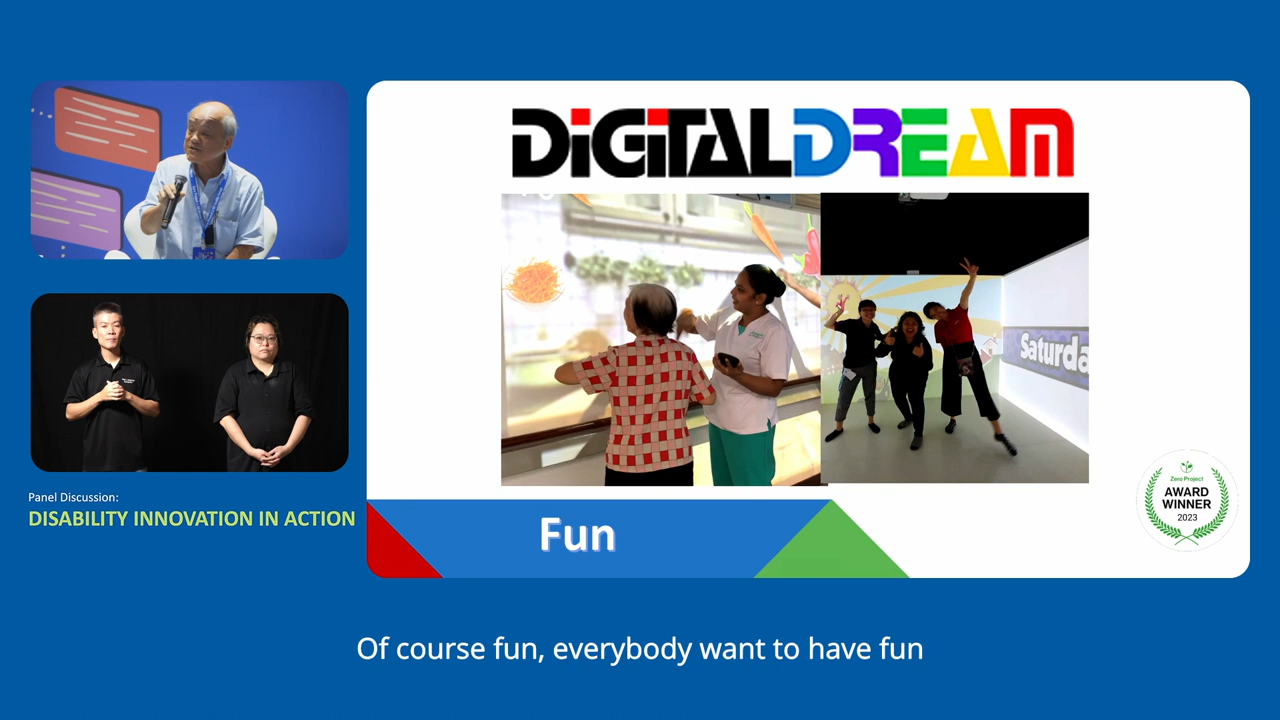 DiGiTALDREAM
Saturda
Zero Project
AWARD
WINNER
2023
Panel Discussion:
DISABILITY INNOVATION IN ACTION
Fun
Of course fun, everybody want to have fun